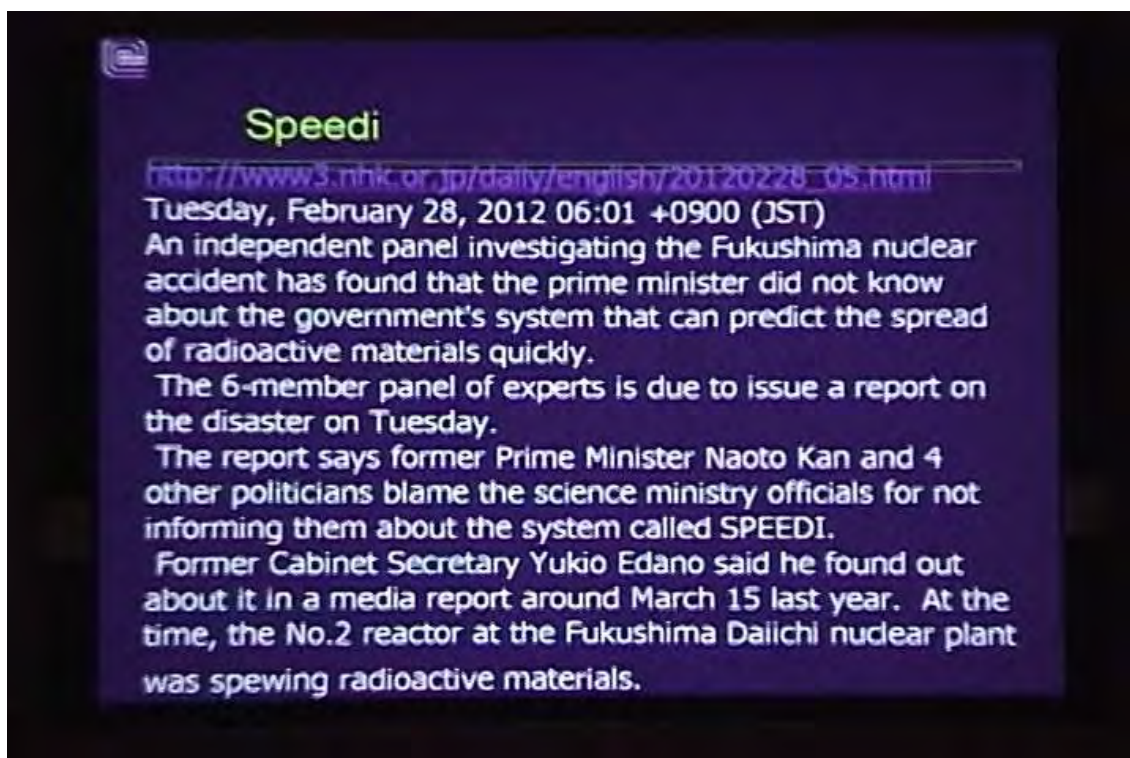 Speedi
http://www3.nhk.or.jp/daily/english/20120228_05.html
Tuesday, February 28, 2012 06:01 +0900 (JST)
An independent panel investigating the Fukushima nuclear
accident has found that the prime minister did not know
about the government's system that can predict the spread
of radioactive materials quickly.
The 6-member panel of experts is due to issue a report on
the disaster on Tuesday.
The report says former Prime Minister Naoto Kan and 4
other politicians blame the science ministry officials for not
informing them about the system called SPEEDI.
Former Cabinet Secretary Yukio Edano said he found out
about it in a media report around March 15 last year.  At the
time, the No.2 reactor at the Fukushima Daiichi nuclear plant
was spewing radioactive materials.